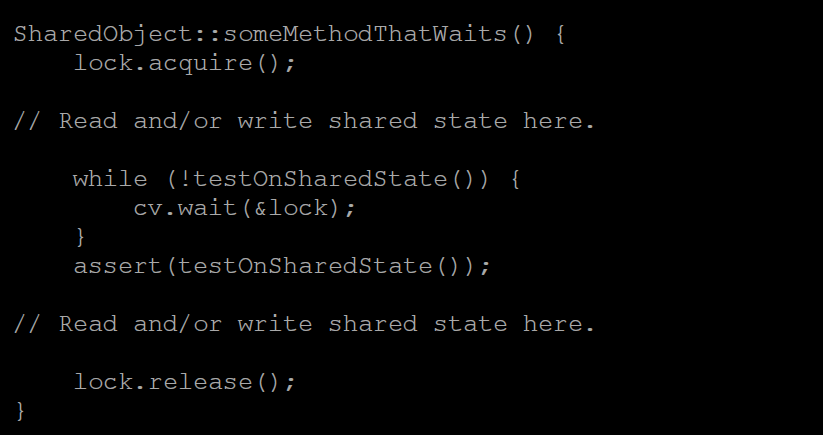 SharedObject::someMethodThatWaits() {
    lock.acquire();
// Read and/or write shared state here.
    while (!testOnSharedState()) {
        cv.wait(&lock);
    }
    assert(testOnSharedState());
// Read and/or write shared state here.
    lock.release();
}